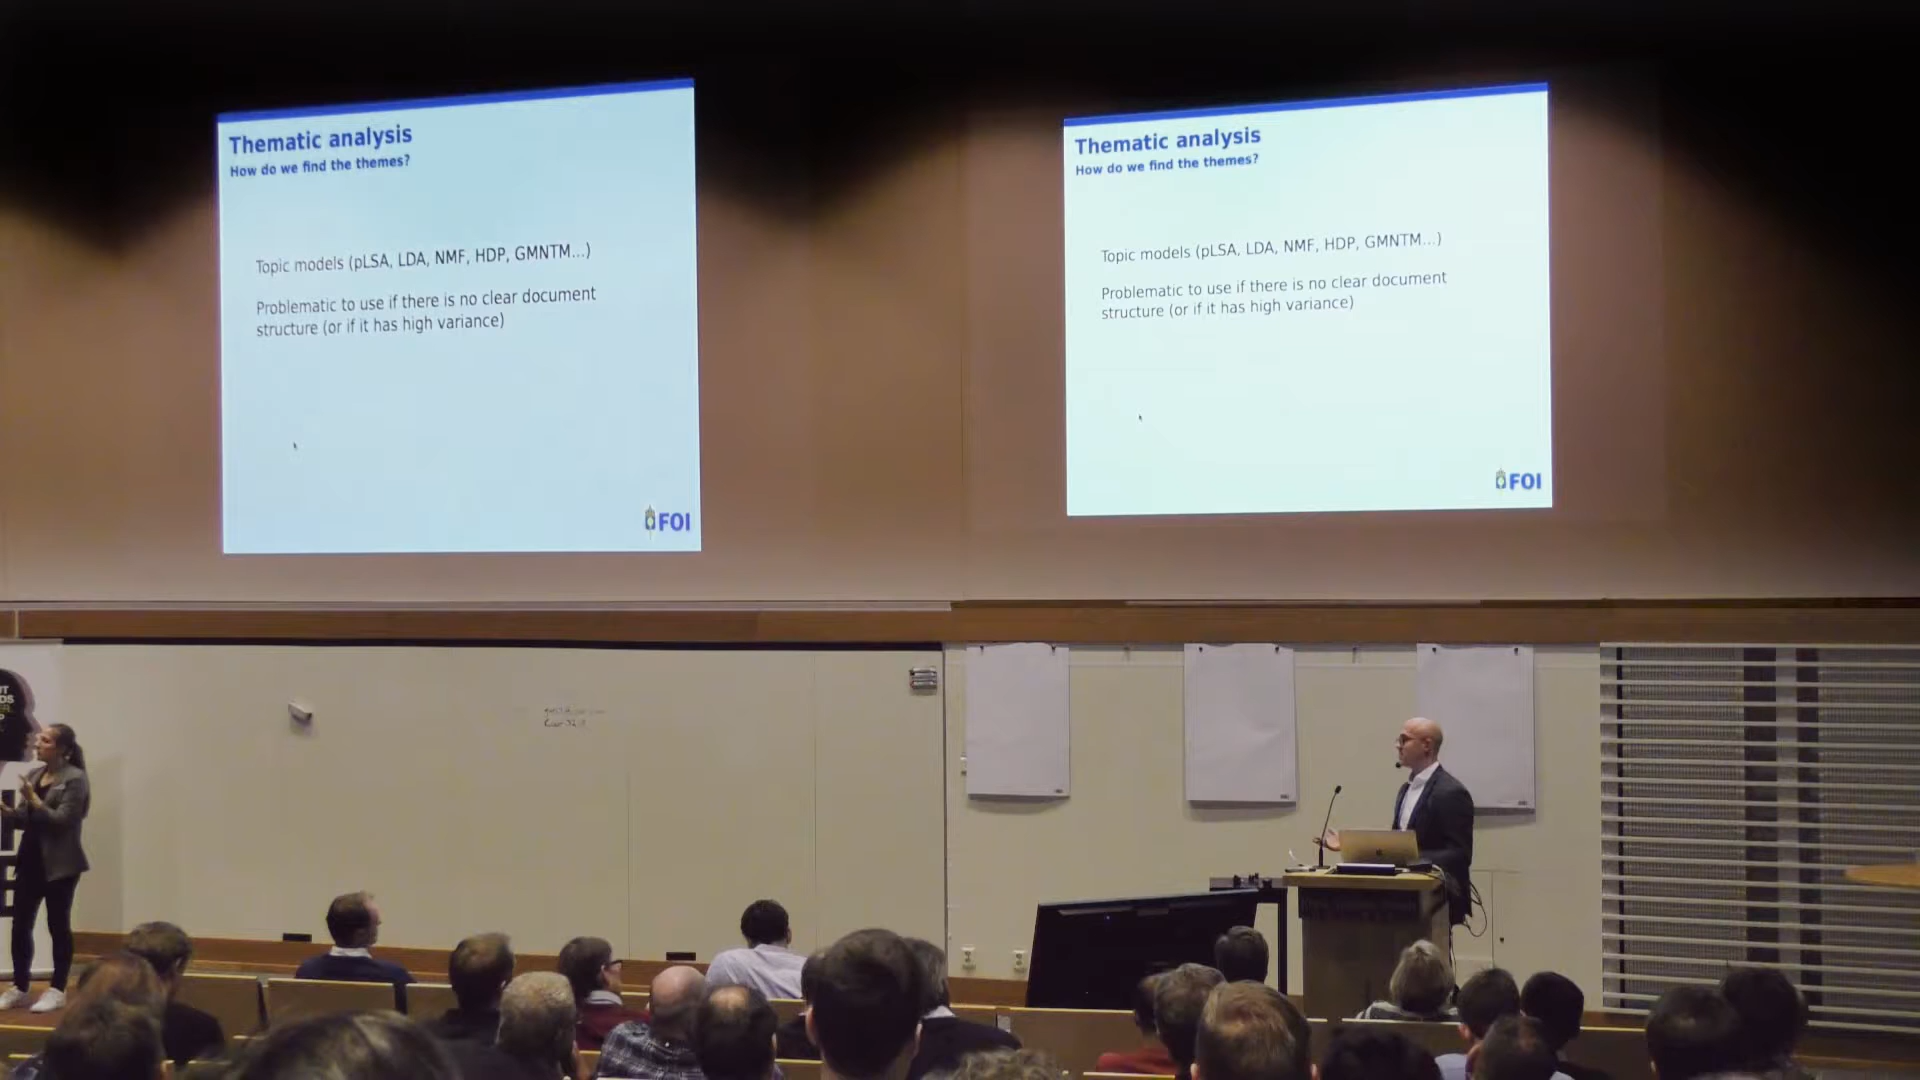 Thematic analysis
How do we find the themes?
Topic models (pLSA, LDA, NMF, HDP, GMNTM...)
Problematic to use if there is no clear document
structure (or if it has high variance)
FOI
Thematic analysis
How do we find the themes?
Topic models (pLSA, LDA, NMF, HDP, GMNTM...)
Problematic to use if there is no clear document
structure (or if it has high variance)
FOI